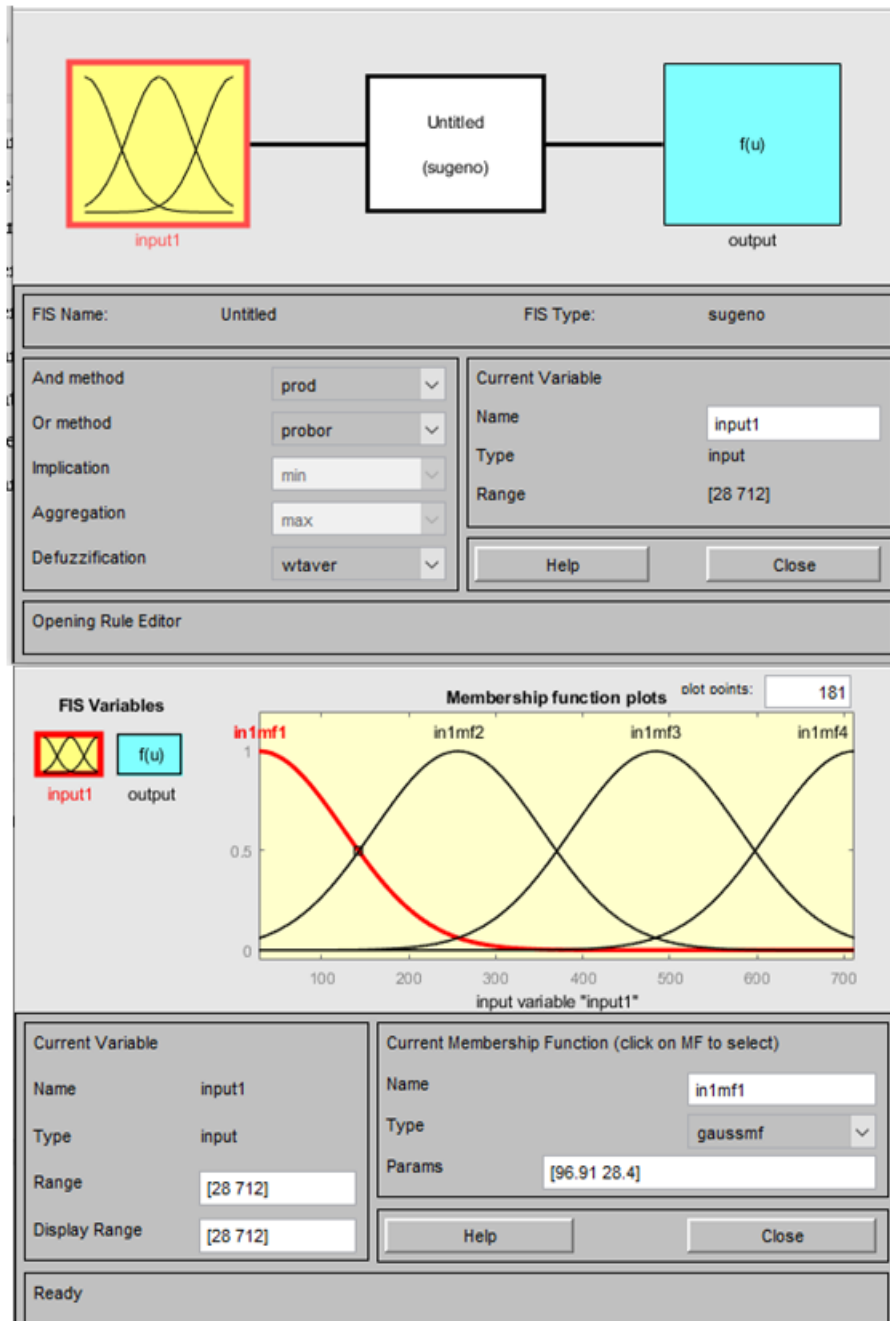 Untitled
(sugeno)
f(u)
input1
output
FIS Name: Untitled FIS Type: sugeno
And method prod
Or method probor
Implication min
Aggregation max
Defuzzification wtaver
Current Variable
Name input1
Type input
Range [28 712]
Help Close
Opening Rule Editor
FIS Variables
f(u)
input1 output
Membership function plots plot points: 181
in1mf1 in1mf2 in1mf3 in1mf4
1
0.5
0
100 200 300 400 500 600 700
input variable "input1"
Current Variable
Name input1
Type input
Range [28 712]
Display Range [28 712]
Current Membership Function (click on MF to select)
Name in1mf1
Type gaussmf
Params [96.91 28.4]
Help Close
Ready